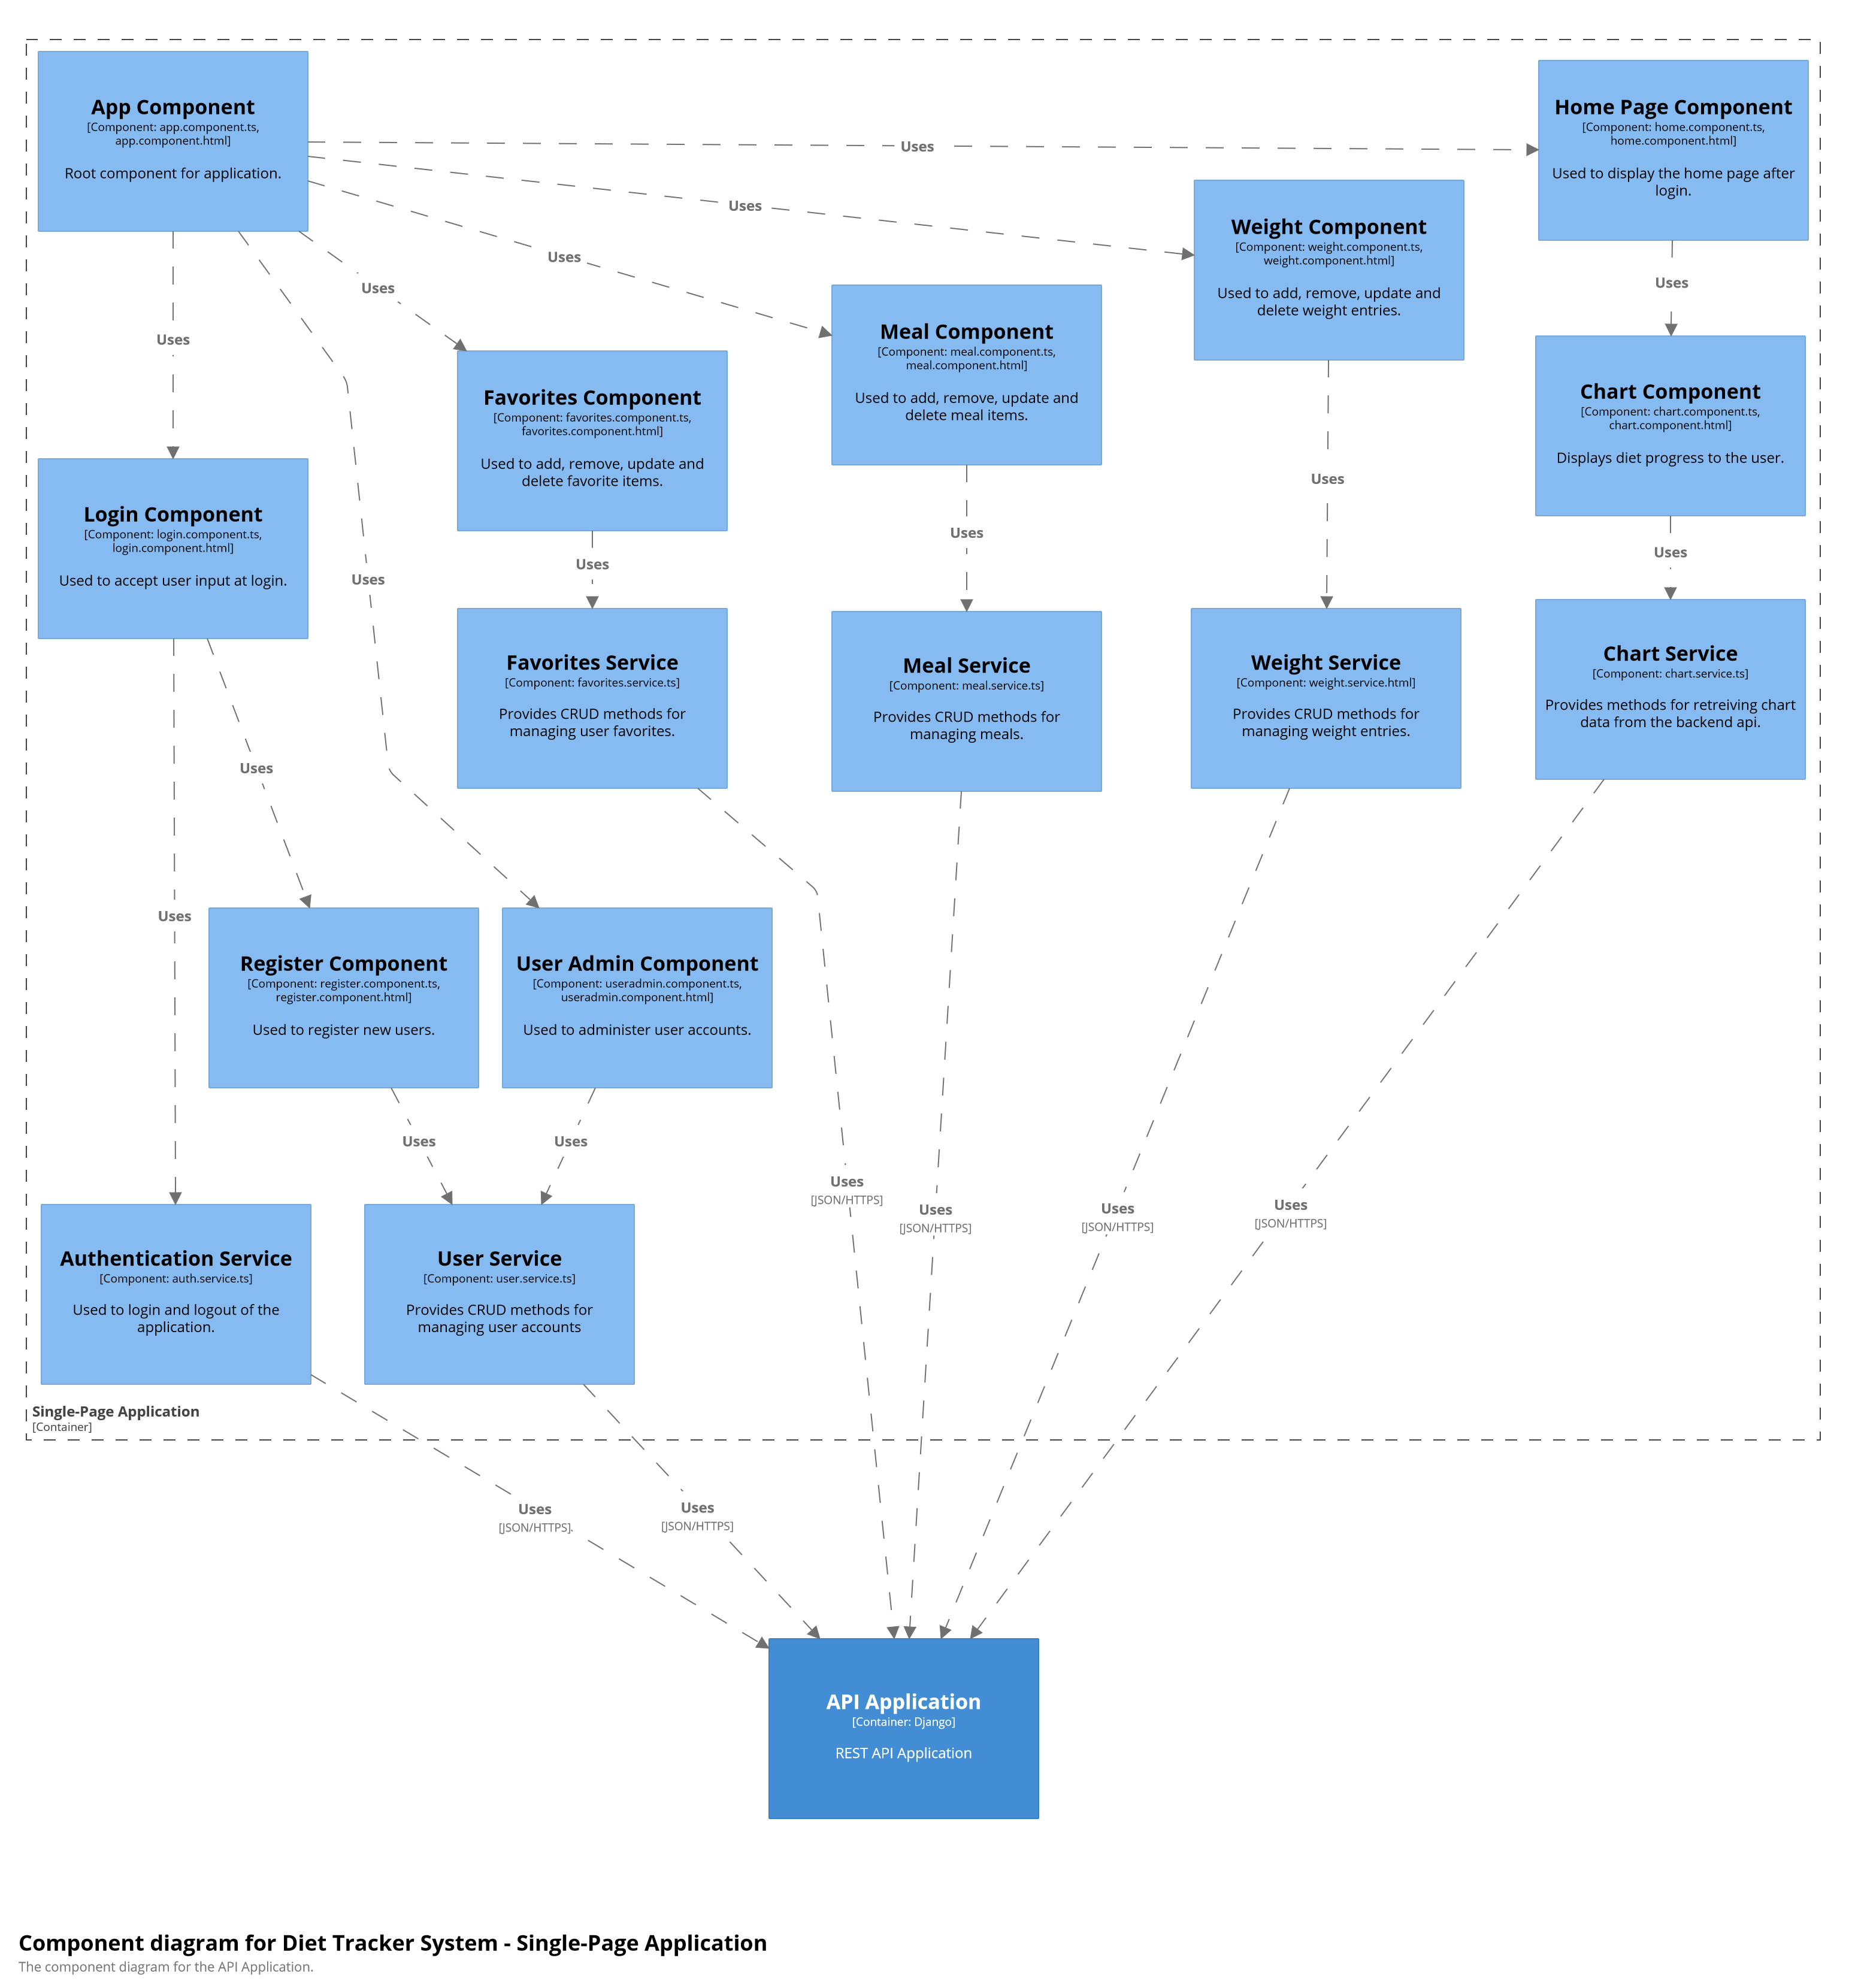 App Component
[Component: app.component.ts,
app.component.html]
Root component for application.
Home Page Component
[Component: home.component.ts,
home.component.html]
Used to display the home page after
login.
Uses
Uses
Uses
Uses
Uses
Uses
Uses
Weight Component
[Component: weight.component.ts,
weight.component.html]
Used to add, remove, update and
delete weight entries.
Meal Component
[Component: meal.component.ts,
meal.component.html]
Used to add, remove, update and
delete meal items.
Favorites Component
[Component: favorites.component.ts,
favorites.component.html]
Used to add, remove, update and
delete favorite items.
Chart Component
[Component: chart.component.ts,
chart.component.html]
Displays diet progress to the user.
Login Component
[Component: login.component.ts,
login.component.html]
Used to accept user input at login.
Uses
Uses
Uses
Uses
Favorites Service
[Component: favorites.service.ts]
Provides CRUD methods for
managing user favorites.
Meal Service
[Component: meal.service.ts]
Provides CRUD methods for
managing meals.
Weight Service
[Component: weight.service.html]
Provides CRUD methods for
managing weight entries.
Chart Service
[Component: chart.service.ts]
Provides methods for retreiving chart
data from the backend api.
Uses
Uses
Register Component
[Component: register.component.ts,
register.component.html]
Used to register new users.
User Admin Component
[Component: useradmin.component.ts,
useradmin.component.html]
Used to administer user accounts.
Uses
Uses
Uses
[JSON/HTTPS]
Uses
[JSON/HTTPS]
Uses
[JSON/HTTPS]
Uses
[JSON/HTTPS]
Authentication Service
[Component: auth.service.ts]
Used to login and logout of the
application.
User Service
[Component: user.service.ts]
Provides CRUD methods for
managing user accounts
Single-Page Application
[Container]
Uses
[JSON/HTTPS].
Uses
[JSON/HTTPS]
API Application
[Container: Django]
REST API Application
Component diagram for Diet Tracker System - Single-Page Application
The component diagram for the API Application.